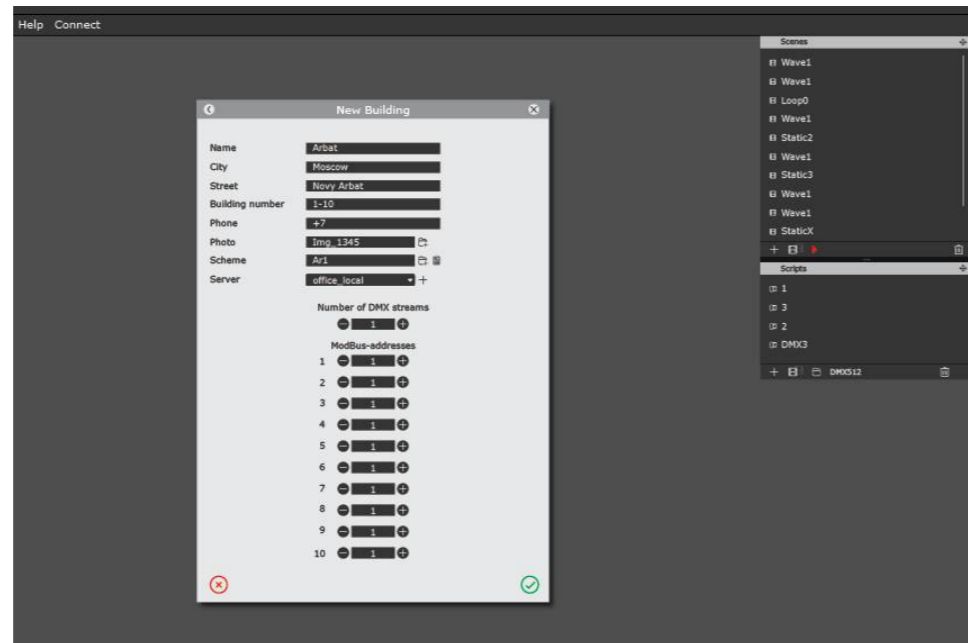 Help Connect
New Building
Name Arbat
City Moscow
Street Novy Arbat
Building number 1-10
Phone +7
Photo Img_1345
Scheme Ar1
Server office_local
Number of DMX streams
1
ModBus-addresses
1 1
2 1
3 1
4 1
5 1
6 1
7 1
8 1
9 1
10 1
Scenes
Wave1
Wave1
Loop0
Wave1
Static2
Wave1
Static3
Wave1
Wave1
StaticX
Scripts
1
3
2
DMX3
DMX512